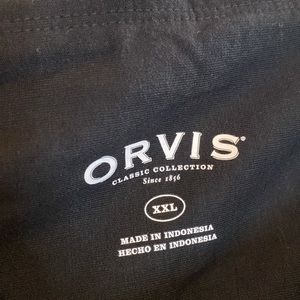 ORVIS®
CLASSIC COLLECTION
Since 1856
XXL
MADE IN INDONESIA
HECHO EN INDONESIA